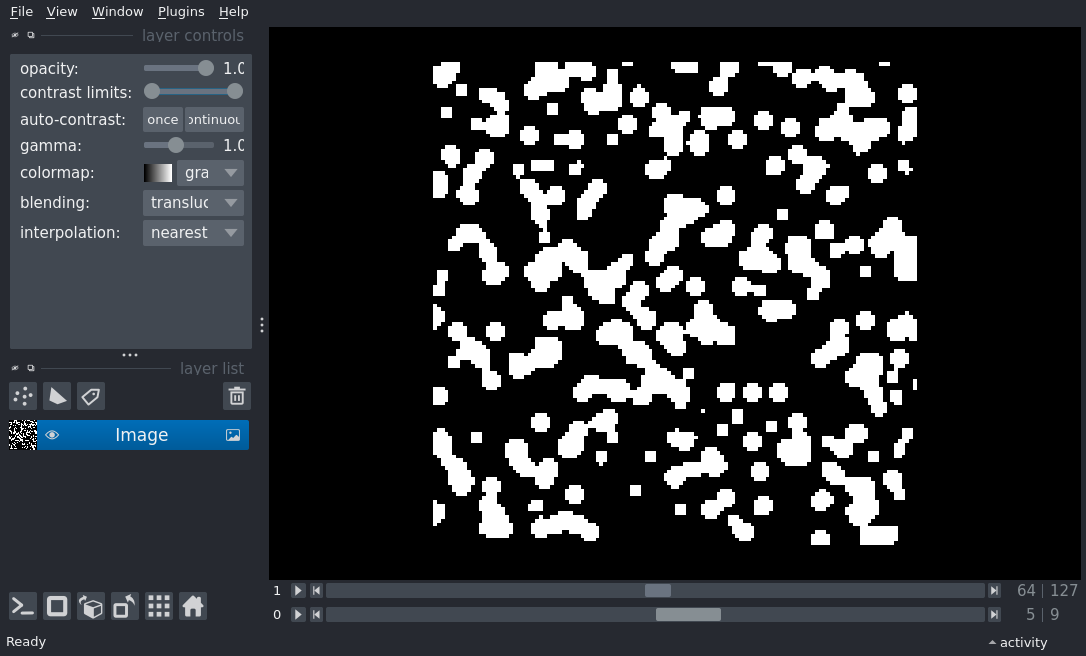 File View Window Plugins Help
layer controls
opacity: 1.0
contrast limits:
auto-contrast: once ontinuou
gamma: 1.0
colormap: gra
blending: transluc
interpolation: nearest
layer list
Image
1 64 | 127
0 5 | 9
Ready activity